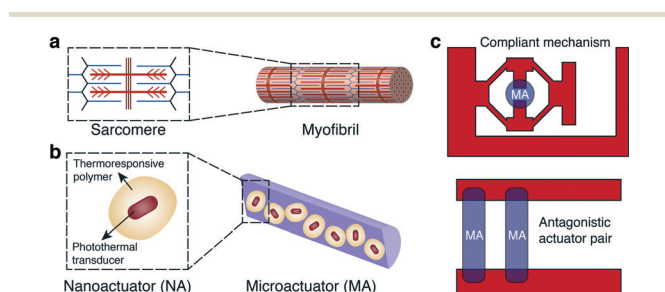 a
Sarcomere
Myofibril
b
Thermoresponsive
polymer
Photothermal
transducer
Nanoactuator (NA)
Microactuator (MA)
c
Compliant mechanism
MA
MA
MA
Antagonistic
actuator pair